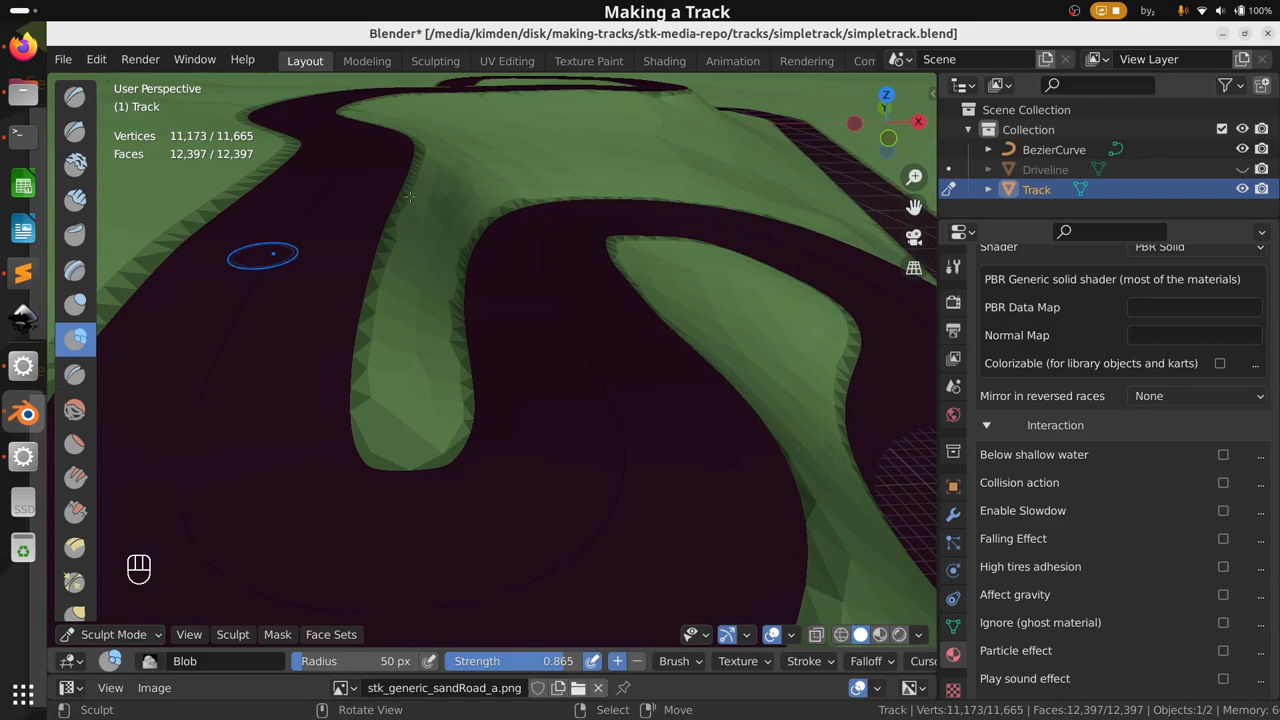 Making a Track
by₂
100%
Blender* [/media/kimden/disk/making-tracks/stk-media-repo/tracks/simpletrack/simpletrack.blend]
File Edit Render Window Help
Layout Modeling Sculpting UV Editing Texture Paint Shading Animation Rendering Com
Scene
View Layer
User Perspective
(1) Track
Vertices 11,173 / 11,665
Faces 12,397 / 12,397
Z
Y
X
Scene Collection
Collection
BezierCurve
Driveline
Track
Shader PBR Solid
PBR Generic solid shader (most of the materials)
PBR Data Map
Normal Map
Colorizable (for library objects and karts) ...
Mirror in reversed races None
Interaction
Below shallow water ...
Collision action ...
Enable Slowdow ...
Falling Effect ...
High tires adhesion ...
Affect gravity ...
Ignore (ghost material) ...
Particle effect ...
Play sound effect ...
SSD
Sculpt Mode View Sculpt Mask Face Sets
Blob Radius 50 px Strength 0.865 Brush Texture Stroke Falloff Curso
View Image stk_generic_sandRoad_a.png
Sculpt Rotate View Select Move Track | Verts:11,173/11,665 | Faces:12,397/12,397 | Objects:1/2 | Memory: 6